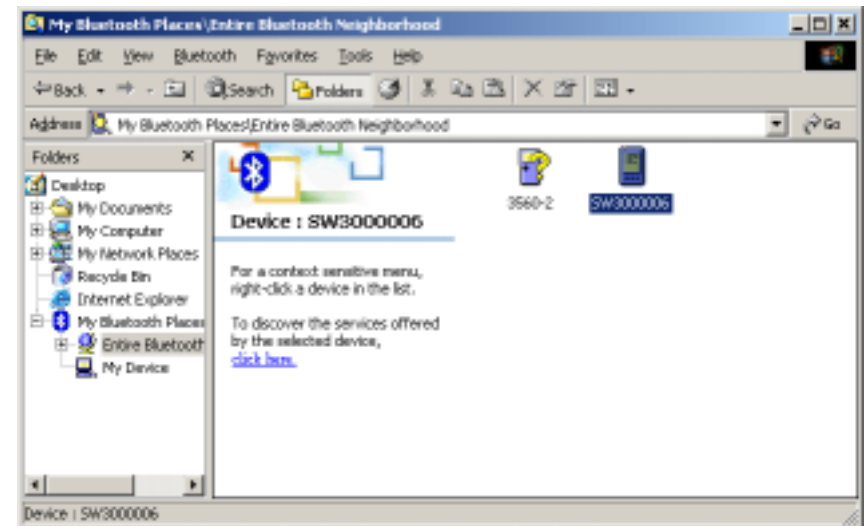 My Bluetooth Places\Entire Bluetooth Neighborhood
File Edit View Bluetooth Favorites Tools Help
Back Search Folders
Address My Bluetooth Places\Entire Bluetooth Neighborhood Go
Folders
Desktop
My Documents
My Computer
My Network Places
Recycle Bin
Internet Explorer
My Bluetooth Places
Entire Bluetooth
My Device
Device : SW3000006
For a context sensitive menu,
right-click a device in the list.
To discover the services offered
by the selected device,
click here.
3560-2 SW3000006
Device : SW3000006